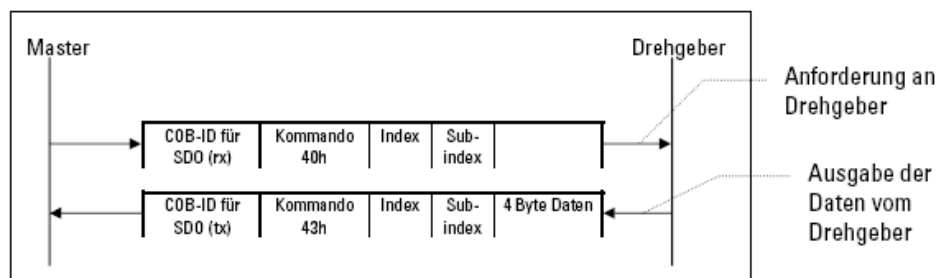 Master
Drehgeber
Anforderung an
Drehgeber
COB-ID für
SDO (rx)
Kommando
40h
Index
Sub-
index
COB-ID für
SDO (tx)
Kommando
43h
Index
Sub-
index
4 Byte Daten
Ausgabe der
Daten vom
Drehgeber